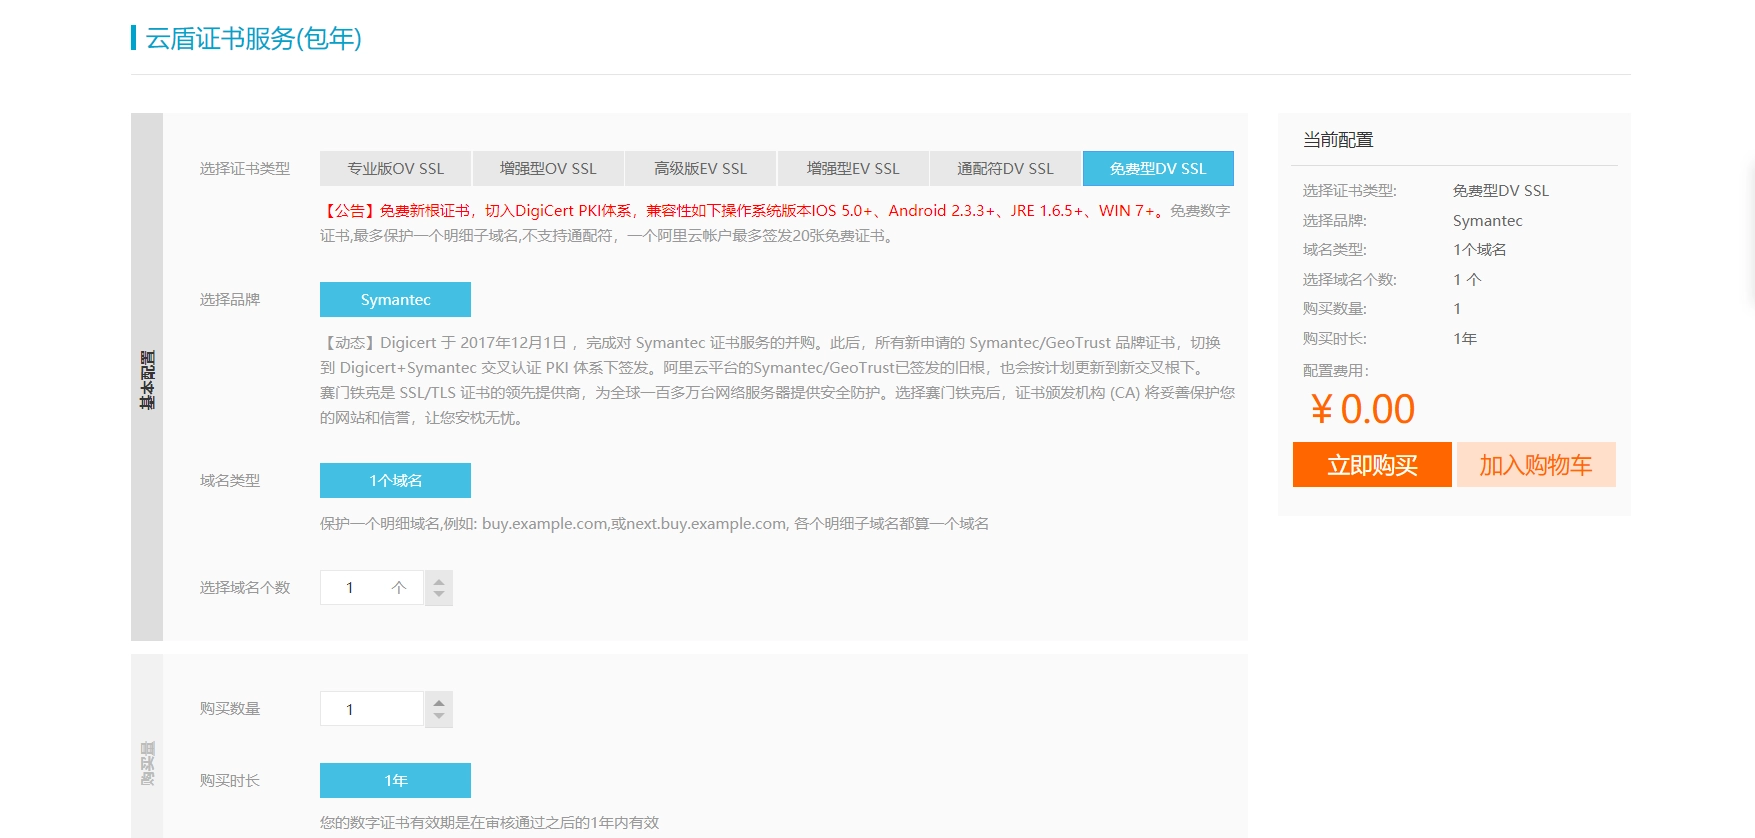 云盾证书服务(包年)
基本配置
选择证书类型
专业版OV SSL
增强型OV SSL
高级版EV SSL
增强型EV SSL
通配符DV SSL
免费型DV SSL
【公告】免费新根证书，切入DigiCert PKI体系，兼容性如下操作系统版本IOS 5.0+、Android 2.3.3+、JRE 1.6.5+、WIN 7+。免费数字
证书,最多保护一个明细子域名,不支持通配符，一个阿里云帐户最多签发20张免费证书。
选择品牌
Symantec
【动态】Digicert 于 2017年12月1日 ，完成对 Symantec 证书服务的并购。此后，所有新申请的 Symantec/GeoTrust 品牌证书，切换
到 Digicert+Symantec 交叉认证 PKI 体系下签发。阿里云平台的Symantec/GeoTrust已签发的旧根，也会按计划更新到新交叉根下。
赛门铁克是 SSL/TLS 证书的领先提供商，为全球一百多万台网络服务器提供安全防护。选择赛门铁克后，证书颁发机构 (CA) 将妥善保护您
的网站和信誉，让您安枕无忧。
域名类型
1个域名
保护一个明细域名,例如: buy.example.com,或next.buy.example.com, 各个明细子域名都算一个域名
选择域名个数
1 个
购买量
购买数量
1
购买时长
1年
您的数字证书有效期是在审核通过之后的1年内有效
当前配置
选择证书类型: 免费型DV SSL
选择品牌: Symantec
域名类型: 1个域名
选择域名个数: 1 个
购买数量: 1
购买时长: 1年
配置费用：
¥ 0.00
立即购买
加入购物车